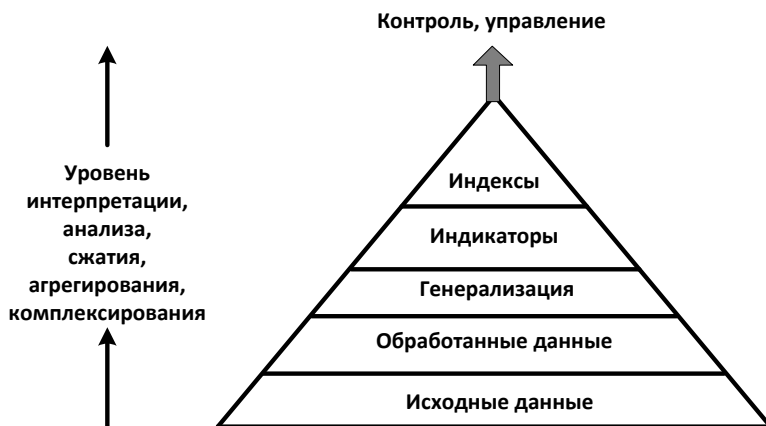 Контроль, управление
Уровень
интерпретации,
анализа,
сжатия,
агрегирования,
комплексирования
Индексы
Индикаторы
Генерализация
Обработанные данные
Исходные данные